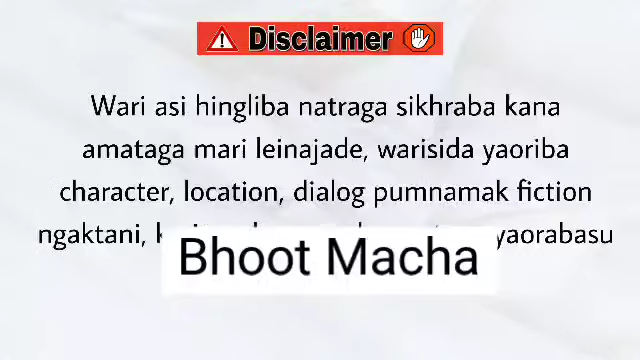 Disclaimer
Wari asi hingliba natraga sikhraba kana
amataga mari leinajade, warisida yaoriba
character, location, dialog pumnamak fiction
ngaktani, yaorabasu
Bhoot Macha